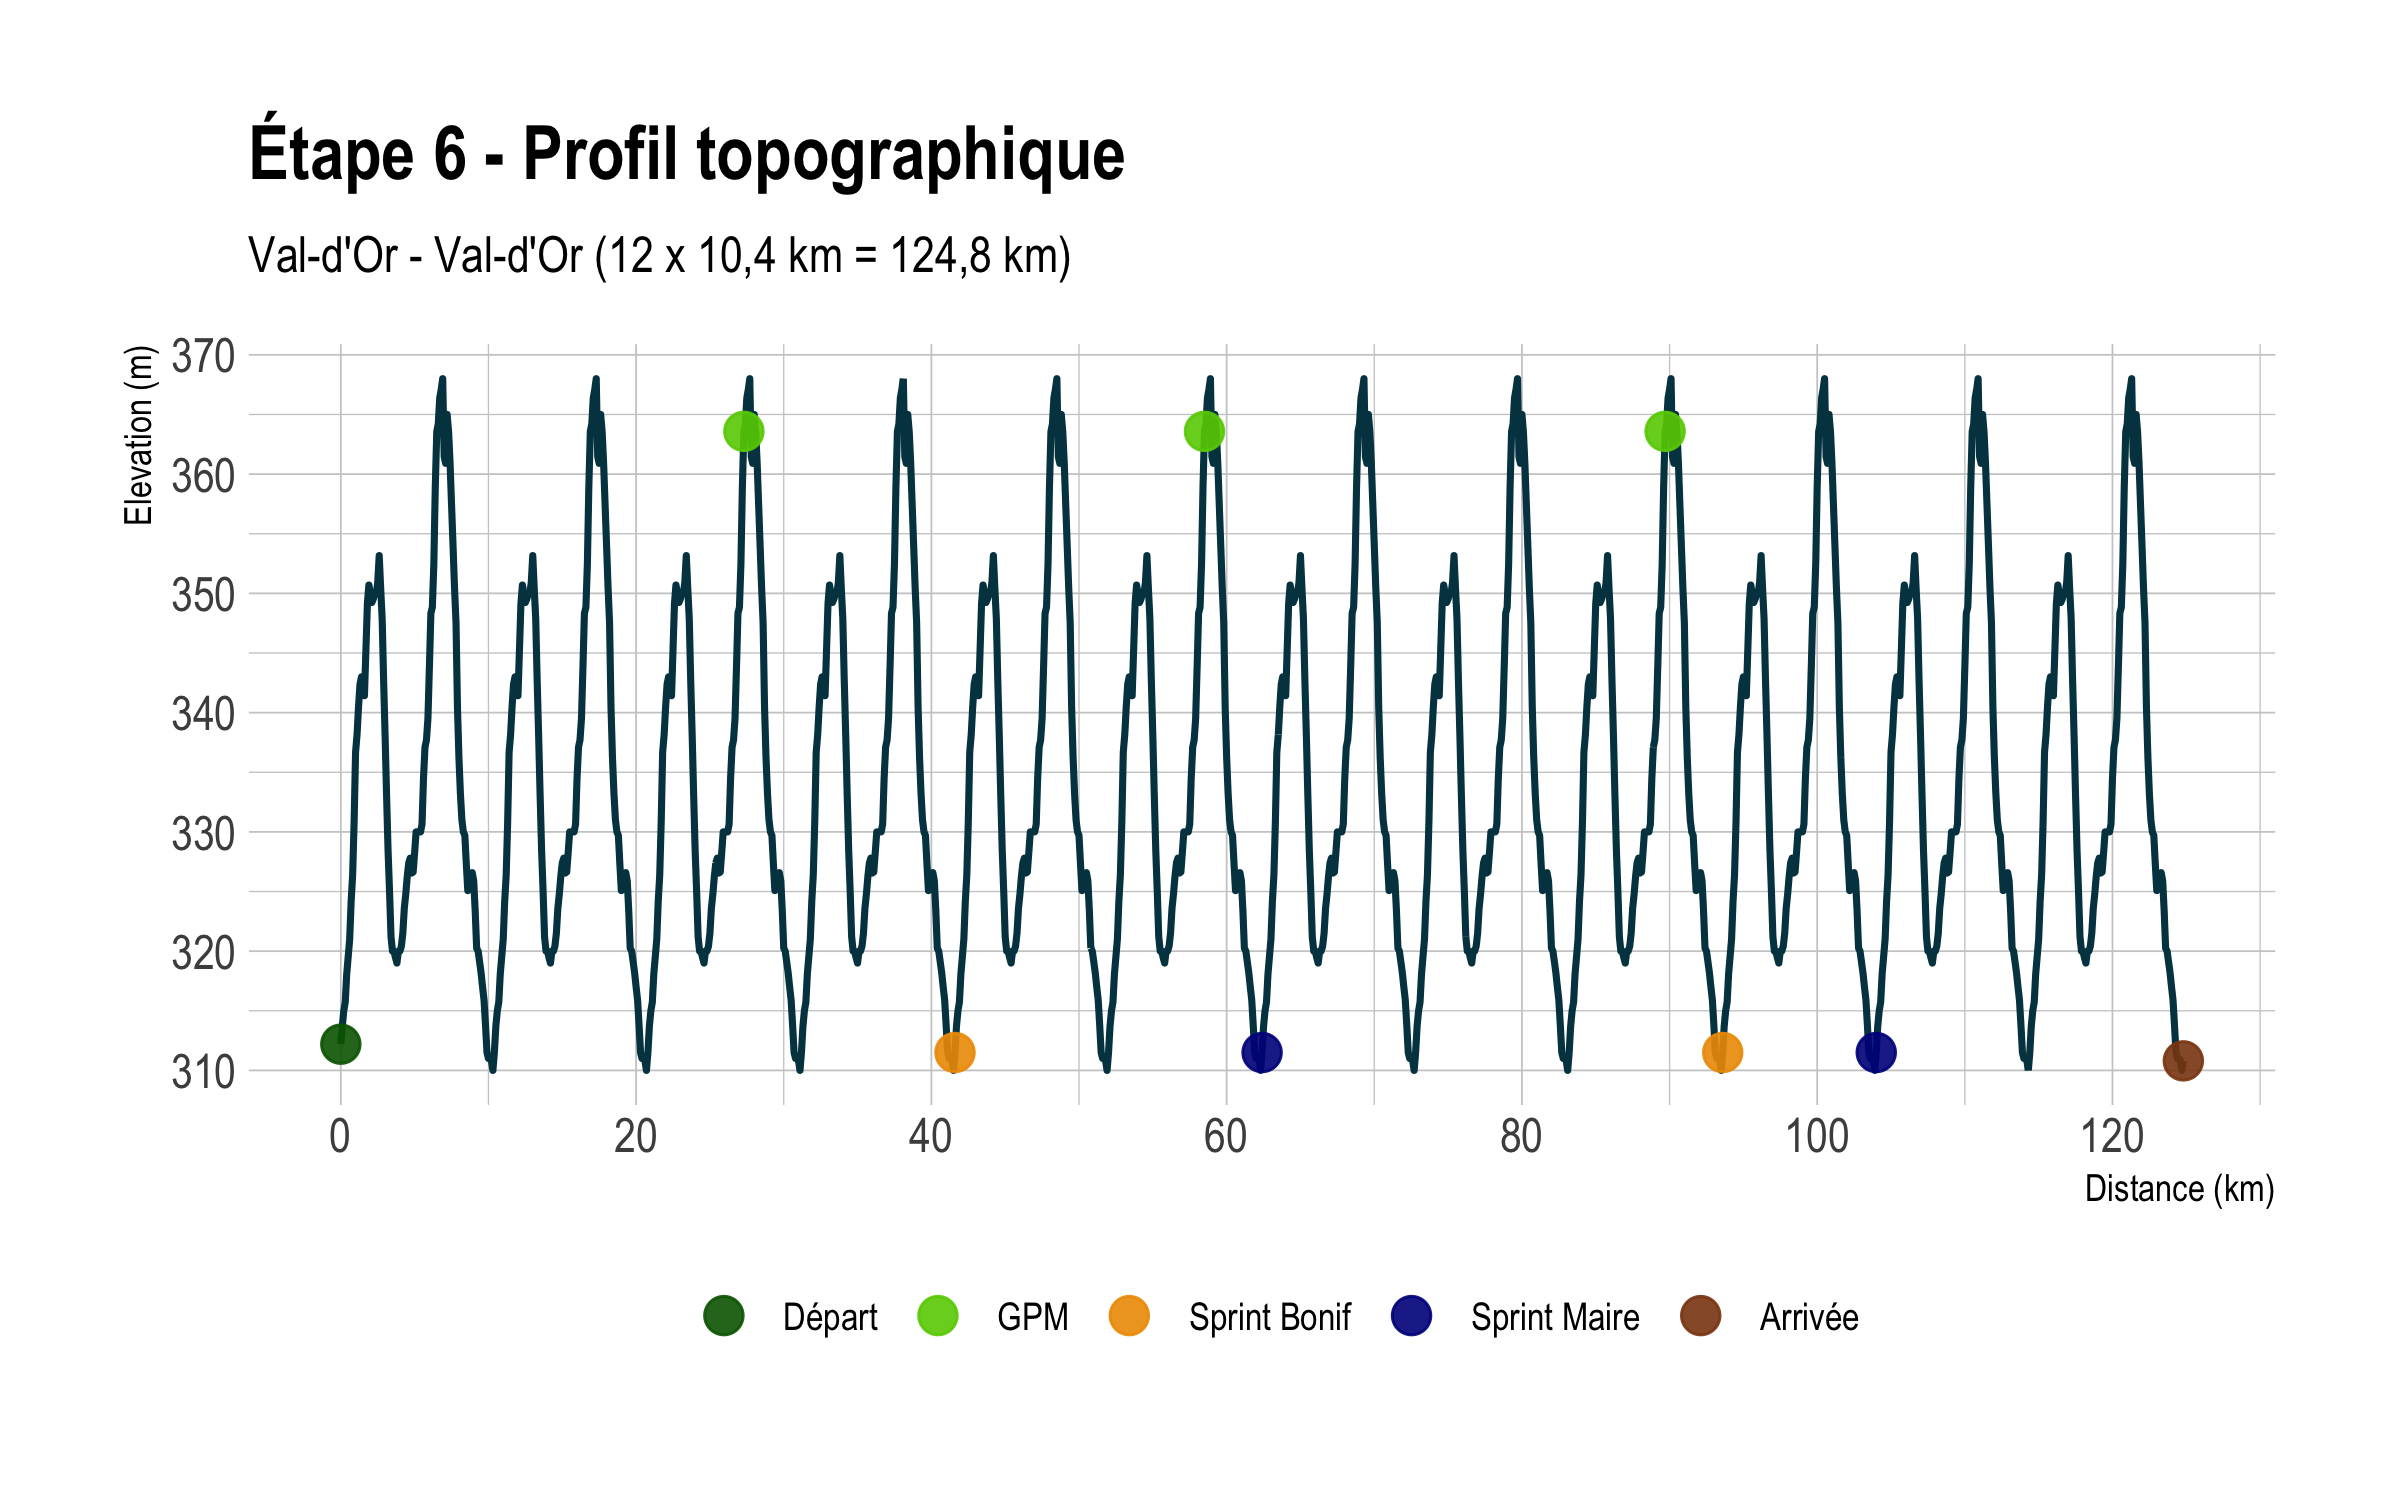 Étape 6 - Profil topographique
Val-d'Or - Val-d'Or (12 x 10,4 km = 124,8 km)
Elevation (m)
370
360
350
340
330
320
310
0 20 40 60 80 100 120
Distance (km)
Départ GPM Sprint Bonif Sprint Maire Arrivée